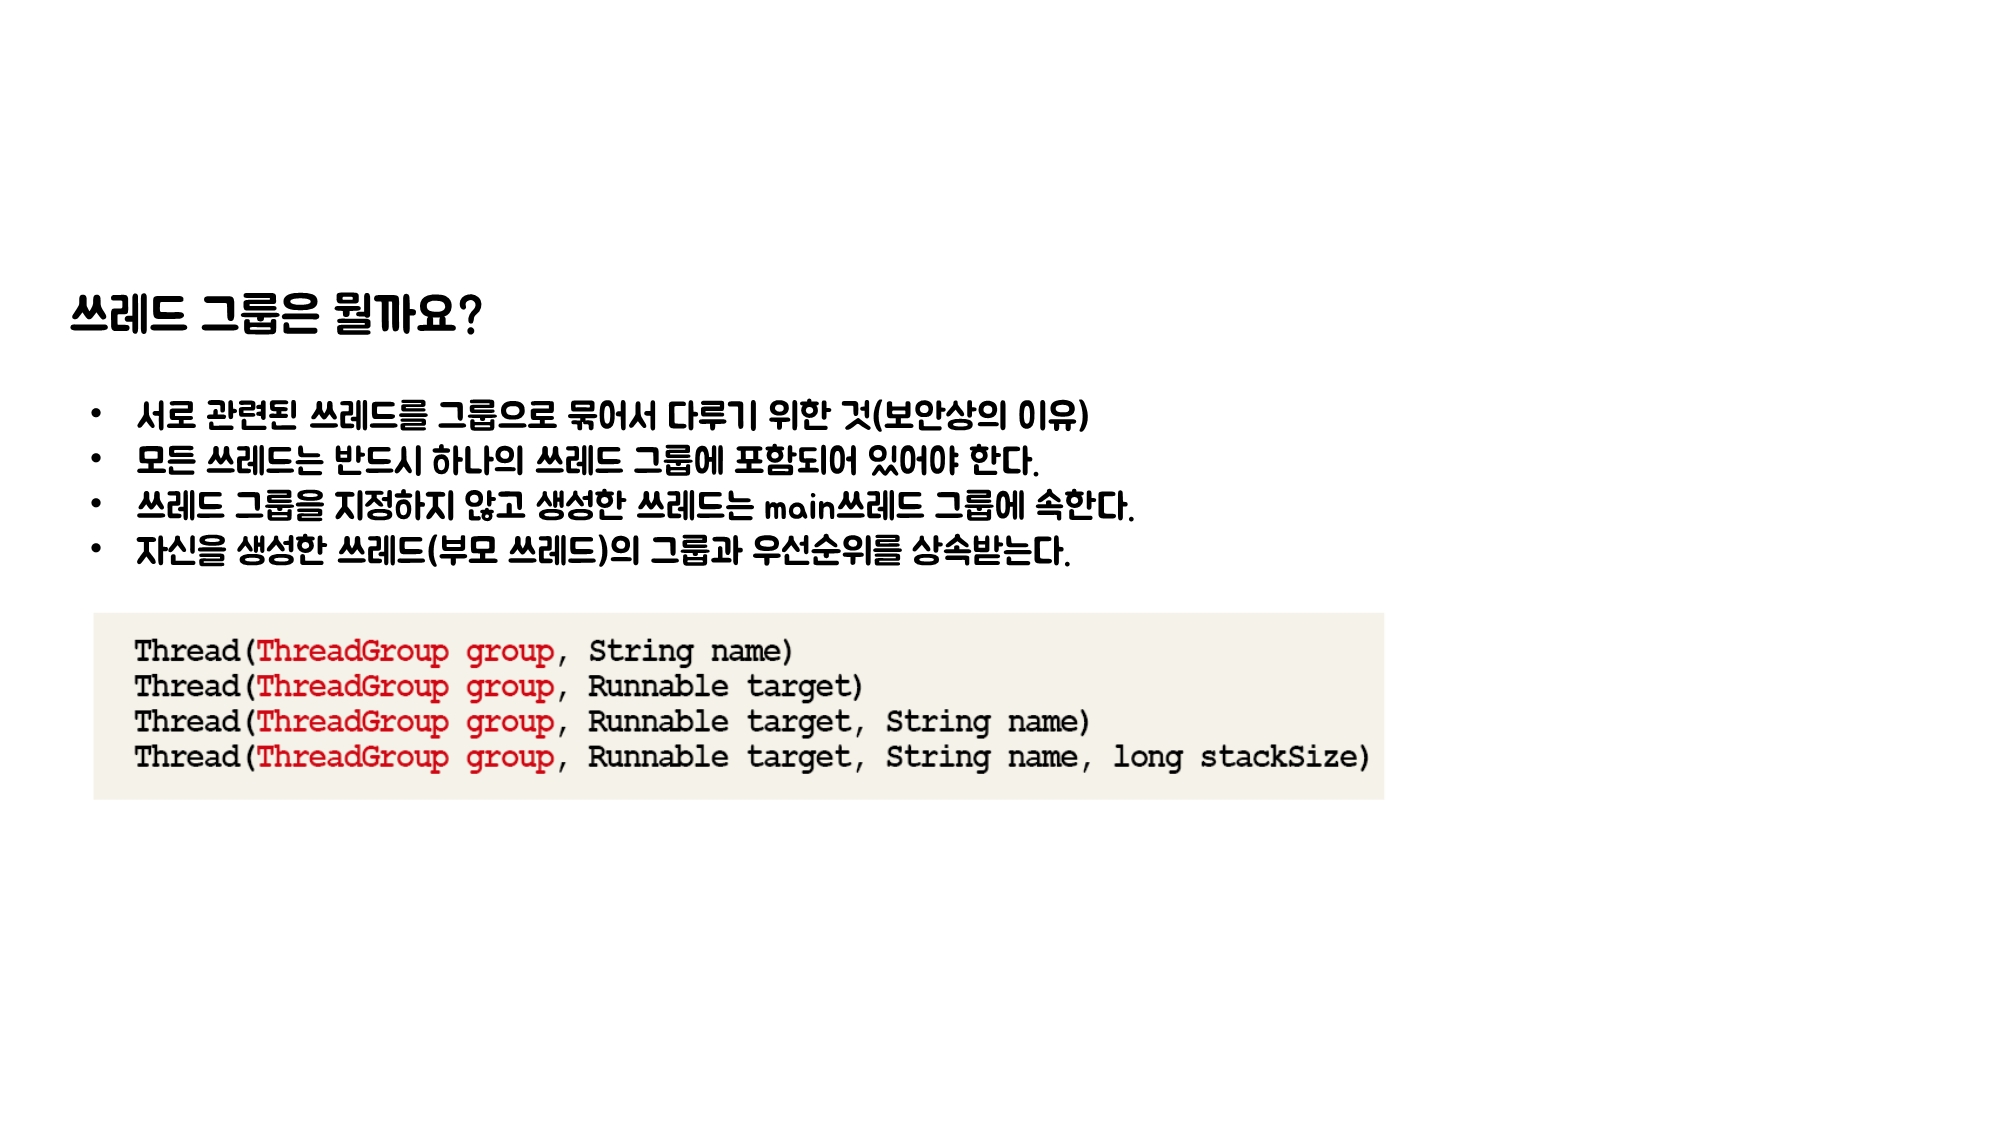 쓰레드 그룹은 뭘까요?
• 서로 관련된 쓰레드를 그룹으로 묶어서 다루기 위한 것(보안상의 이유)
• 모든 쓰레드는 반드시 하나의 쓰레드 그룹에 포함되어 있어야 한다.
• 쓰레드 그룹을 지정하지 않고 생성한 쓰레드는 main쓰레드 그룹에 속한다.
• 자신을 생성한 쓰레드(부모 쓰레드)의 그룹과 우선순위를 상속받는다.
Thread(ThreadGroup group, String name)
Thread(ThreadGroup group, Runnable target)
Thread(ThreadGroup group, Runnable target, String name)
Thread(ThreadGroup group, Runnable target, String name, long stackSize)